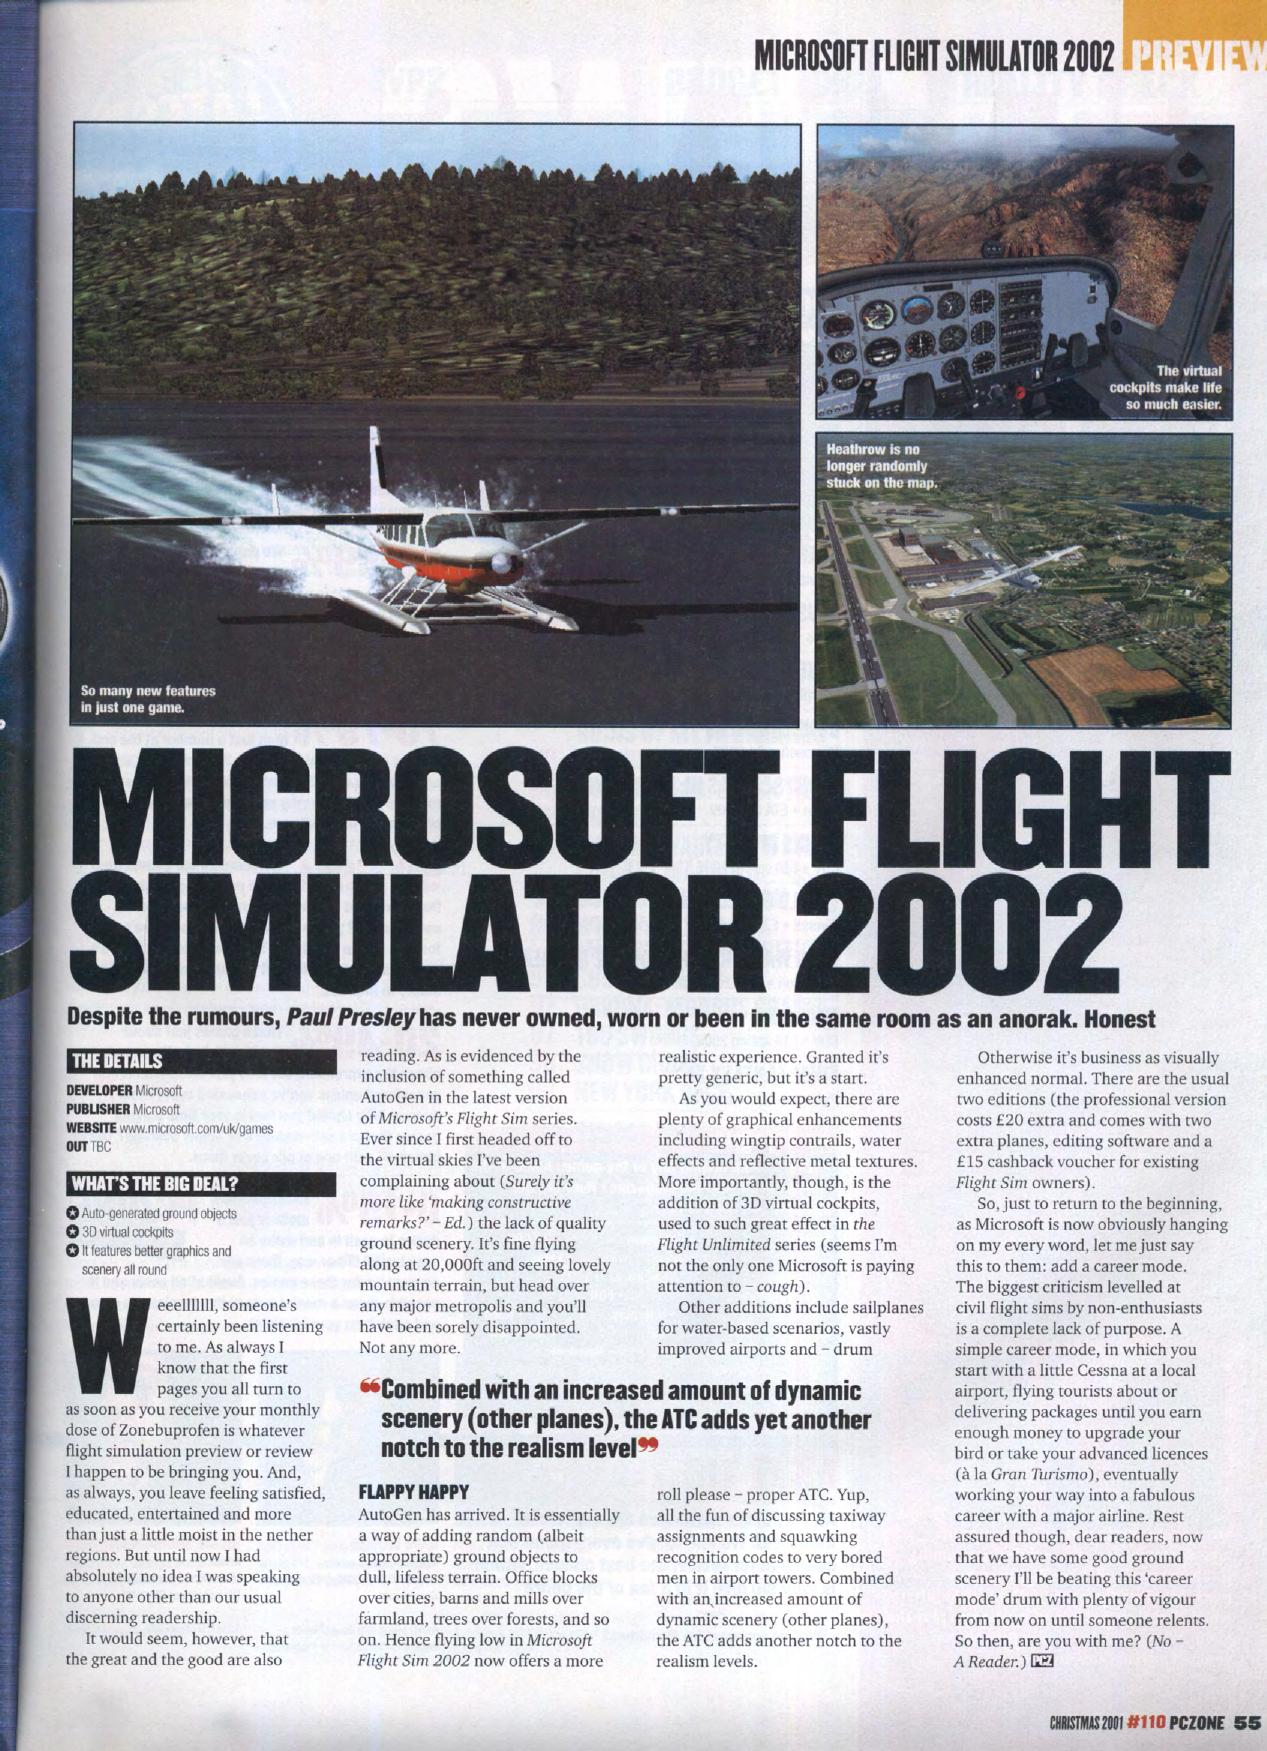 MICROSOFT FLIGHT SIMULATOR 2002 PREVIEW
The virtual
cockpits make life
so much easier.
Heathrow is no
longer randomly
stuck on the map.
So many new features
in just one game.
MICROSOFT FLIGHT
SIMULATOR 2002
Despite the rumours, Paul Presley has never owned, worn or been in the same room as an anorak. Honest
THE DETAILS
DEVELOPER Microsoft
PUBLISHER Microsoft
WEBSITE www.microsoft.com/uk/games
OUT TBC
WHAT'S THE BIG DEAL?
Auto-generated ground objects
3D virtual cockpits
It features better graphics and
scenery all round
Weeelllllll, someone's
certainly been listening
to me. As always I
know that the first
pages you all turn to
as soon as you receive your monthly
dose of Zonebuprofen is whatever
flight simulation preview or review
I happen to be bringing you. And,
as always, you leave feeling satisfied,
educated, entertained and more
than just a little moist in the nether
regions. But until now I had
absolutely no idea I was speaking
to anyone other than our usual
discerning readership.
It would seem, however, that
the great and the good are also
reading. As is evidenced by the
inclusion of something called
AutoGen in the latest version
of Microsoft's Flight Sim series.
Ever since I first headed off to
the virtual skies I've been
complaining about (Surely it's
more like 'making constructive
remarks?' – Ed.) the lack of quality
ground scenery. It's fine flying
along at 20,000ft and seeing lovely
mountain terrain, but head over
any major metropolis and you'll
have been sorely disappointed.
Not any more.
FLAPPY HAPPY
AutoGen has arrived. It is essentially
a way of adding random (albeit
appropriate) ground objects to
dull, lifeless terrain. Office blocks
over cities, barns and mills over
farmland, trees over forests, and so
on. Hence flying low in Microsoft
Flight Sim 2002 now offers a more
realistic experience. Granted it's
pretty generic, but it's a start.
As you would expect, there are
plenty of graphical enhancements
including wingtip contrails, water
effects and reflective metal textures.
More importantly, though, is the
addition of 3D virtual cockpits,
used to such great effect in the
Flight Unlimited series (seems I'm
not the only one Microsoft is paying
attention to – cough).
Other additions include sailplanes
for water-based scenarios, vastly
improved airports and – drum
roll please – proper ATC. Yup,
all the fun of discussing taxiway
assignments and squawking
recognition codes to very bored
men in airport towers. Combined
with an increased amount of
dynamic scenery (other planes),
the ATC adds another notch to the
realism levels.
“Combined with an increased amount of dynamic
scenery (other planes), the ATC adds yet another
notch to the realism level”
Otherwise it's business as visually
enhanced normal. There are the usual
two editions (the professional version
costs £20 extra and comes with two
extra planes, editing software and a
£15 cashback voucher for existing
Flight Sim owners).
So, just to return to the beginning,
as Microsoft is now obviously hanging
on my every word, let me just say
this to them: add a career mode.
The biggest criticism levelled at
civil flight sims by non-enthusiasts
is a complete lack of purpose. A
simple career mode, in which you
start with a little Cessna at a local
airport, flying tourists about or
delivering packages until you earn
enough money to upgrade your
bird or take your advanced licences
(à la Gran Turismo), eventually
working your way into a fabulous
career with a major airline. Rest
assured though, dear readers, now
that we have some good ground
scenery I'll be beating this 'career
mode' drum with plenty of vigour
from now on until someone relents.
So then, are you with me? (No –
A Reader.) PCZ
CHRISTMAS 2001 #110 PCZONE 55